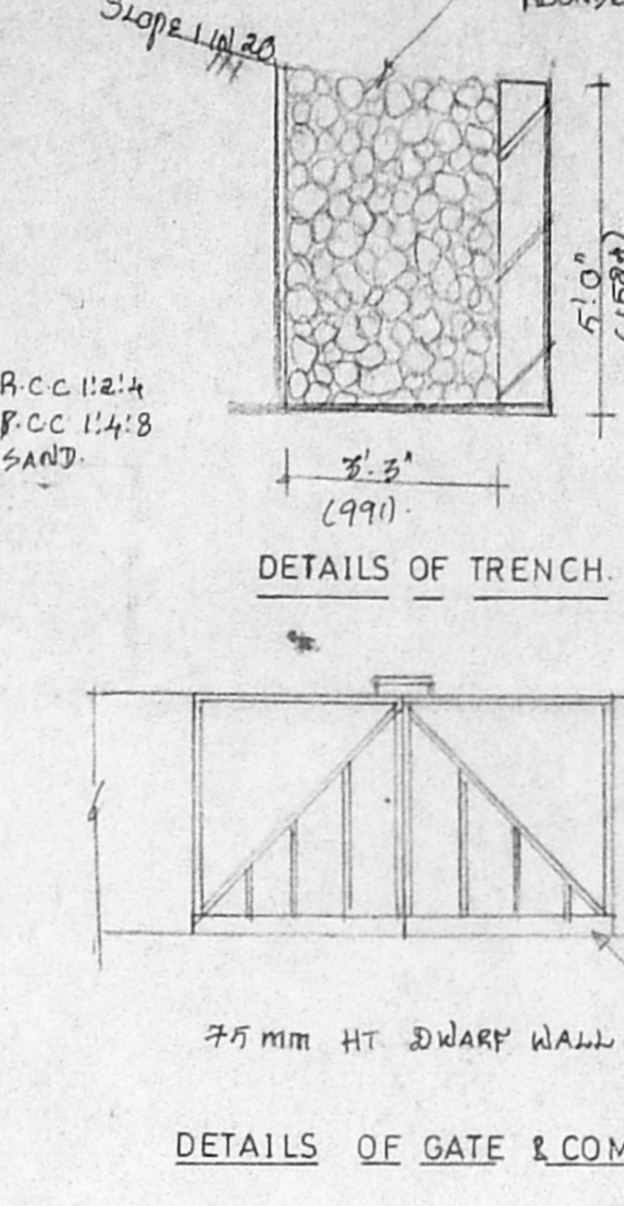 SLOPE 1 IN 20
5'.0"
R.C.C 1:2:4
P.C.C 1:4:8
SAND.
3'.3"
(991).
DETAILS OF TRENCH.
75 mm HT DWARF WALL
DETAILS OF GATE & COM